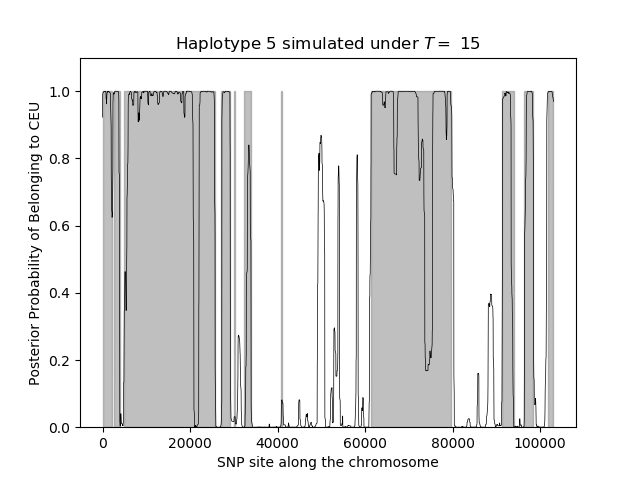 Haplotype 5 simulated under T = 15
Posterior Probability of Belonging to CEU
1.0
0.8
0.6
0.4
0.2
0.0
0 20000 40000 60000 80000 100000
SNP site along the chromosome